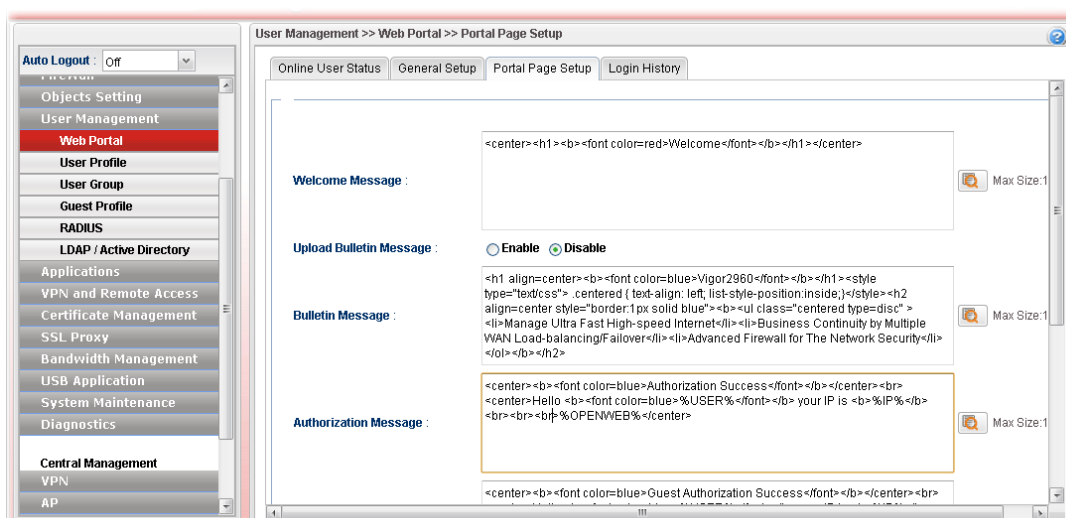 User Management >> Web Portal >> Portal Page Setup
Auto Logout : Off
Firewall
Objects Setting
User Management
Web Portal
User Profile
User Group
Guest Profile
RADIUS
LDAP / Active Directory
Applications
VPN and Remote Access
Certificate Management
SSL Proxy
Bandwidth Management
USB Application
System Maintenance
Diagnostics
Central Management
VPN
AP
Online User Status General Setup Portal Page Setup Login History
Welcome Message :
<center><h1><b><font color=red>Welcome</font></b></h1></center>
Max Size:1
Upload Bulletin Message : Enable Disable
Bulletin Message :
<h1 align=center><b><font color=blue>Vigor2960</font></b></h1><style
type="text/css"> .centered { text-align: left; list-style-position:inside;}</style><h2
align=center style="border:1px solid blue"><b><ul class="centered type=disc" >
<li>Manage Ultra Fast High-speed Internet</li><li>Business Continuity by Multiple
WAN Load-balancing/Failover</li><li>Advanced Firewall for The Network Security</li>
</ol></b></h2>
Max Size:1
Authorization Message :
<center><b><font color=blue>Authorization Success</font></b></center><br>
<center>Hello <b><font color=blue>%USER%</font></b> your IP is <b>%IP%</b>
<br><br><br>%OPENWEB%</center>
Max Size:1
<center><b><font color=blue>Guest Authorization Success</font></b></center><br>